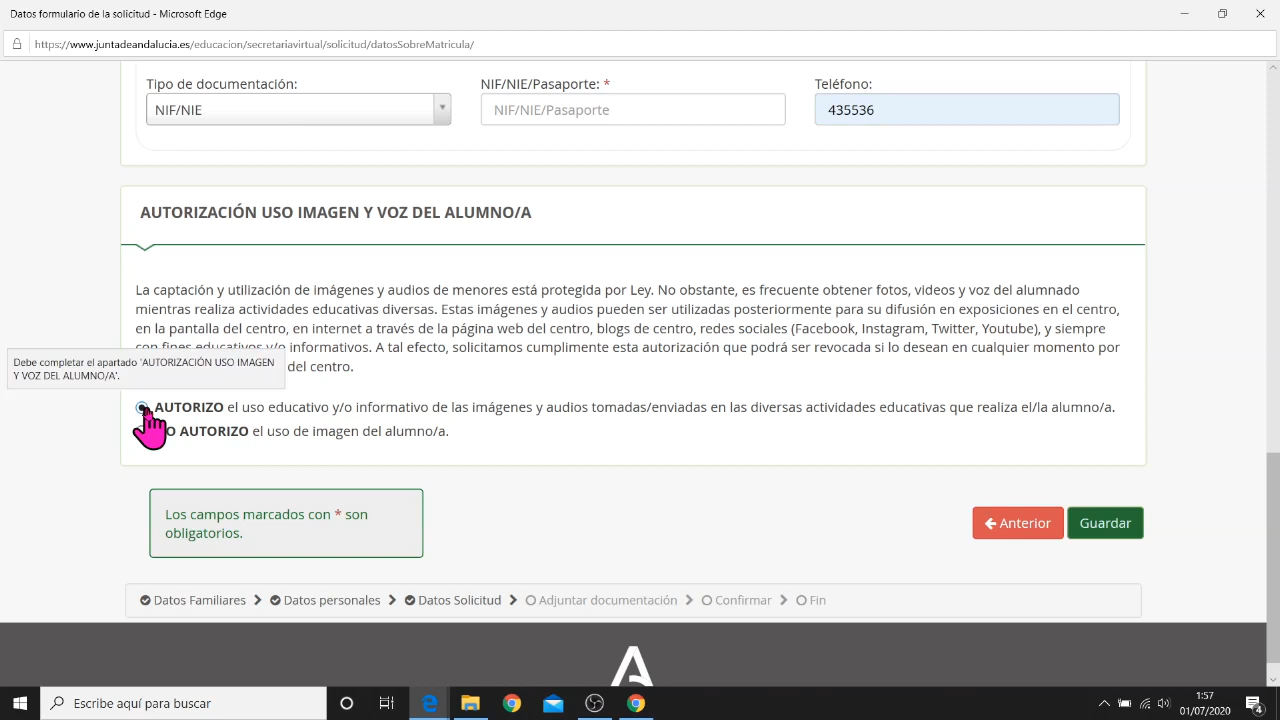 Datos formulario de la solicitud - Microsoft Edge
https://www.juntadeandalucia.es/educacion/secretariavirtual/solicitud/datosSobreMatricula/
Tipo de documentación:
NIF/NIE/Pasaporte: *
Teléfono:
NIF/NIE
NIF/NIE/Pasaporte
435536
AUTORIZACIÓN USO IMAGEN Y VOZ DEL ALUMNO/A
La captación y utilización de imágenes y audios de menores está protegida por Ley. No obstante, es frecuente obtener fotos, videos y voz del alumnado
mientras realiza actividades educativas diversas. Estas imágenes y audios pueden ser utilizadas posteriormente para su difusión en exposiciones en el centro,
en la pantalla del centro, en internet a través de la página web del centro, blogs de centro, redes sociales (Facebook, Instagram, Twitter, Youtube), y siempre
con fines educativos y/o informativos. A tal efecto, solicitamos cumplimente esta autorización que podrá ser revocada si lo desean en cualquier momento por
del centro.
Debe completar el apartado 'AUTORIZACIÓN USO IMAGEN
Y VOZ DEL ALUMNO/A'.
AUTORIZO el uso educativo y/o informativo de las imágenes y audios tomadas/enviadas en las diversas actividades educativas que realiza el/la alumno/a.
AUTORIZO el uso de imagen del alumno/a.
Los campos marcados con * son
obligatorios.
Anterior
Guardar
Datos Familiares
Datos personales
Datos Solicitud
Adjuntar documentación
Confirmar
Fin
Escribe aquí para buscar
1:57
01/07/2020
4